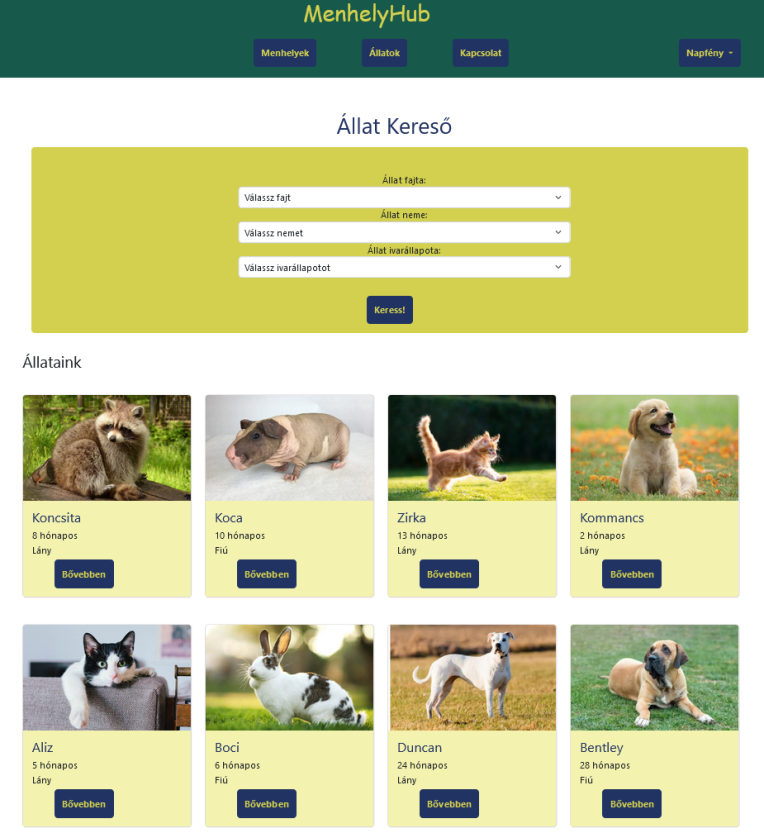 MenhelyHub
Menhelyek Állatok Kapcsolat Napfény
Állat Kereső
Állat fajta:
Válassz fajt
Állat neme:
Válassz nemet
Állat ivarállapota:
Válassz ivarállapotot
Keress!
Állataink
Koncsita
8 hónapos
Lány
Bővebben
Koca
10 hónapos
Fiú
Bővebben
Zirka
13 hónapos
Lány
Bővebben
Kommancs
2 hónapos
Lány
Bővebben
Aliz
5 hónapos
Lány
Bővebben
Boci
6 hónapos
Fiú
Bővebben
Duncan
24 hónapos
Lány
Bővebben
Bentley
28 hónapos
Fiú
Bővebben